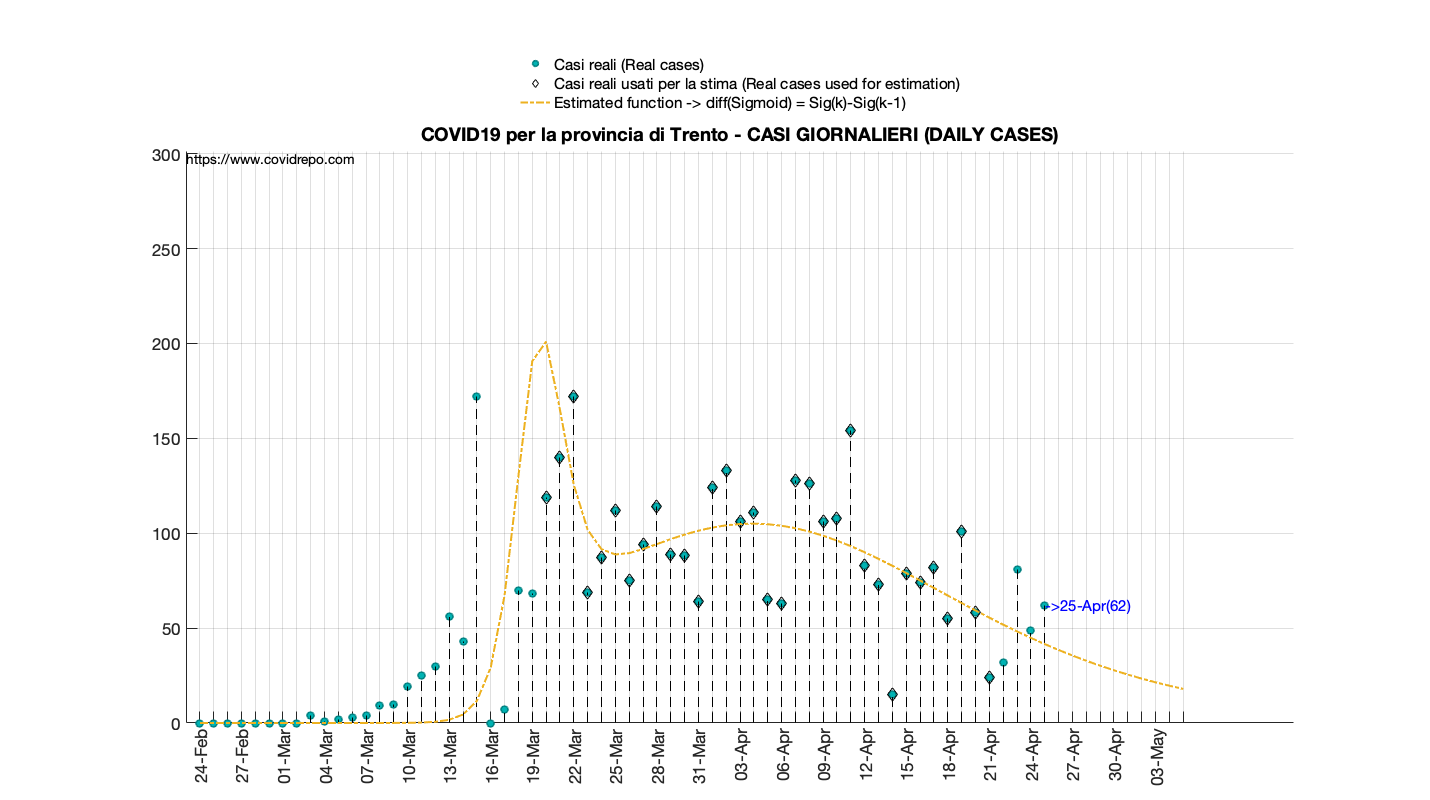 Casi reali (Real cases)
Casi reali usati per la stima (Real cases used for estimation)
Estimated function -> diff(Sigmoid) = Sig(k)-Sig(k-1)
COVID19 per la provincia di Trento - CASI GIORNALIERI (DAILY CASES)
https://www.covidrepo.com
300
250
200
150
100
50
0
->25-Apr(62)
24-Feb
27-Feb
01-Mar
04-Mar
07-Mar
10-Mar
13-Mar
16-Mar
19-Mar
22-Mar
25-Mar
28-Mar
31-Mar
03-Apr
06-Apr
09-Apr
12-Apr
15-Apr
18-Apr
21-Apr
24-Apr
27-Apr
30-Apr
03-May